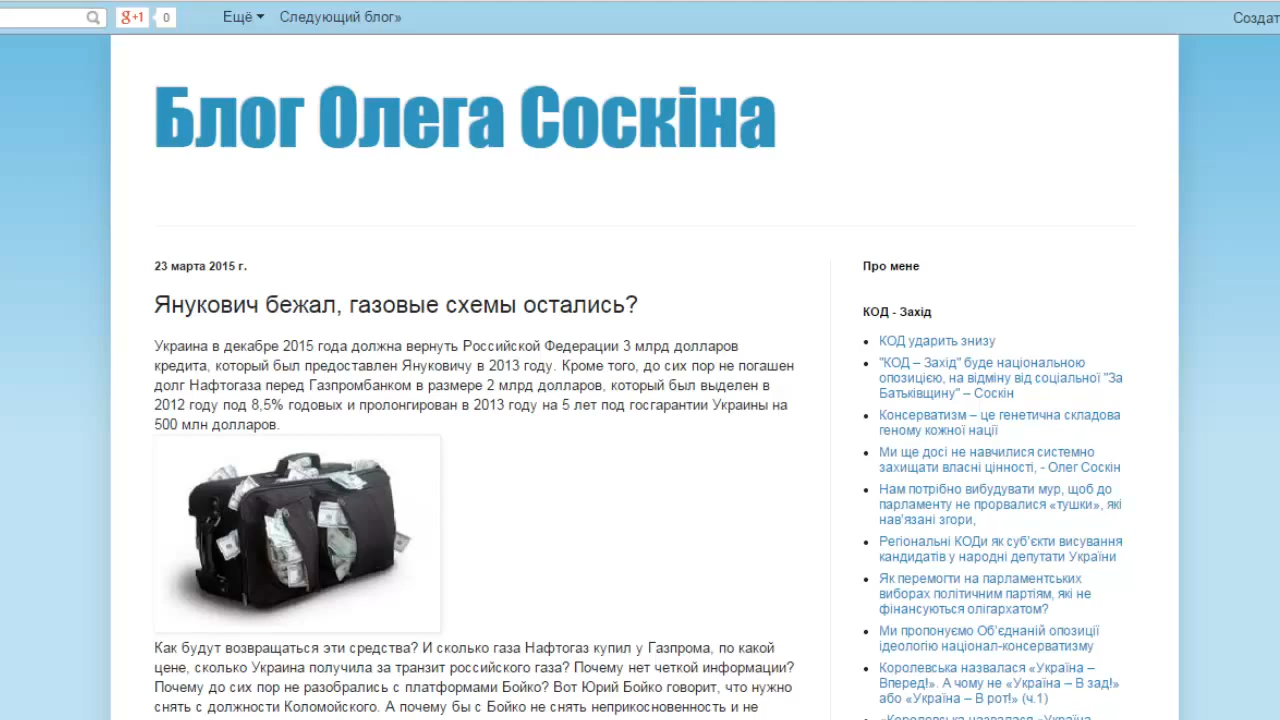 g+1 0 Ещё Следующий блог» Создат
Блог Олега Соскіна
23 марта 2015 г.
Янукович бежал, газовые схемы остались?
Украина в декабре 2015 года должна вернуть Российской Федерации 3 млрд долларов
кредита, который был предоставлен Януковичу в 2013 году. Кроме того, до сих пор не погашен
долг Нафтогаза перед Газпромбанком в размере 2 млрд долларов, который был выделен в
2012 году под 8,5% годовых и пролонгирован в 2013 году на 5 лет под госгарантии Украины на
500 млн долларов.
Как будут возвращаться эти средства? И сколько газа Нафтогаз купил у Газпрома, по какой
цене, сколько Украина получила за транзит российского газа? Почему нет четкой информации?
Почему до сих пор не разобрались с платформами Бойко? Вот Юрий Бойко говорит, что нужно
снять с должности Коломойского. А почему бы с Бойко не снять неприкосновенность и не
Про мене
КОД - Захід
КОД ударить знизу
"КОД – Захід" буде національною
опозицією, на відміну від соціальної "За
Батьківщину" – Соскін
Консерватизм – це генетична складова
геному кожної нації
Ми ще досі не навчилися системно
захищати власні цінності, - Олег Соскін
Нам потрібно вибудувати мур, щоб до
парламенту не прорвалися «тушки», які
нав'язані згори,
Регіональні КОДи як суб'єкти висування
кандидатів у народні депутати України
Як перемогти на парламентських
виборах політичним партіям, які не
фінансуються олігархатом?
Ми пропонуємо Об'єднаній опозиції
ідеологію націонал-консерватизму
Королевська назвалася «Україна –
Вперед!». А чому не «Україна – В зад!»
або «Україна – В рот!» (ч.1)
«Королевська назвалася «Україна